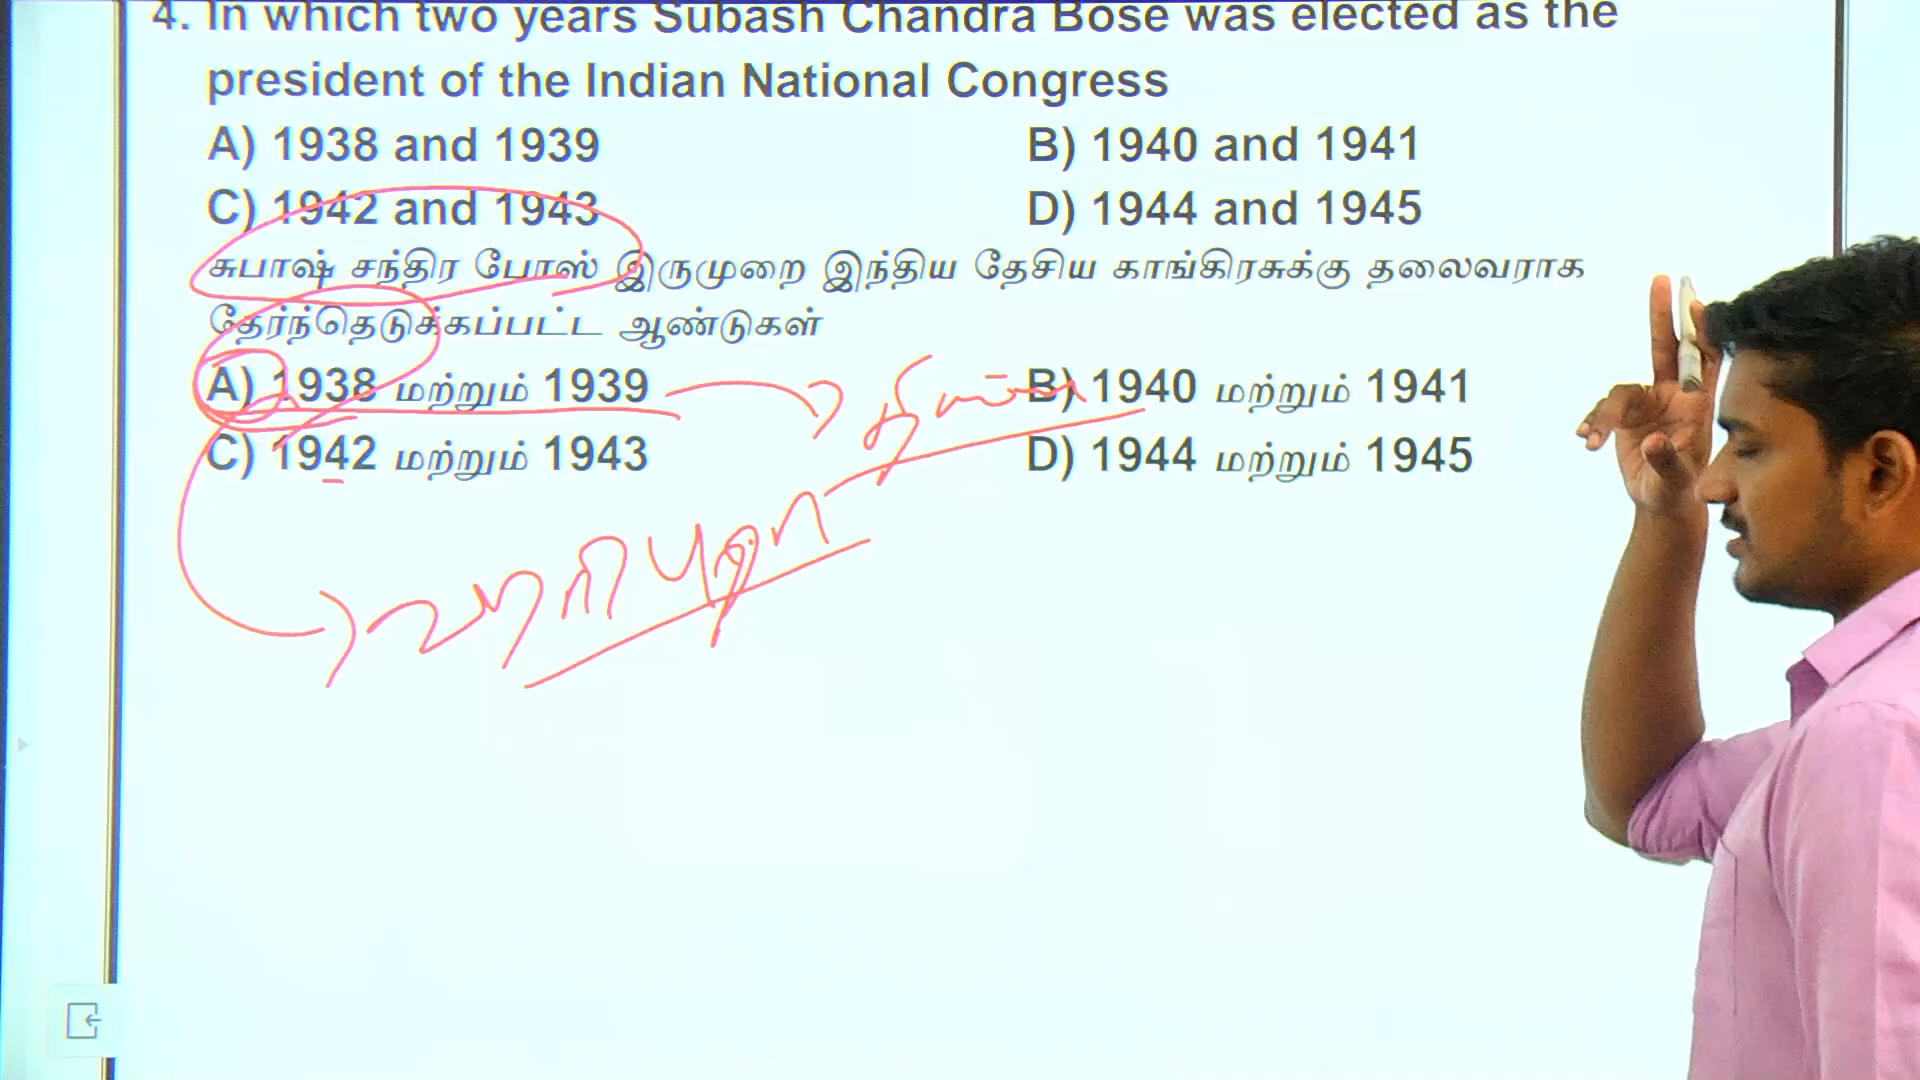 4. In which two years Subash Chandra Bose was elected as the
president of the Indian National Congress
A) 1938 and 1939 B) 1940 and 1941
C) 1942 and 1943 D) 1944 and 1945
சுபாஷ் சந்திர போஸ் இருமுறை இந்திய தேசிய காங்கிரசுக்கு தலைவராக
தேர்ந்தெடுக்கப்பட்ட ஆண்டுகள்
A) 1938 மற்றும் 1939 B) 1940 மற்றும் 1941
C) 1942 மற்றும் 1943 D) 1944 மற்றும் 1945